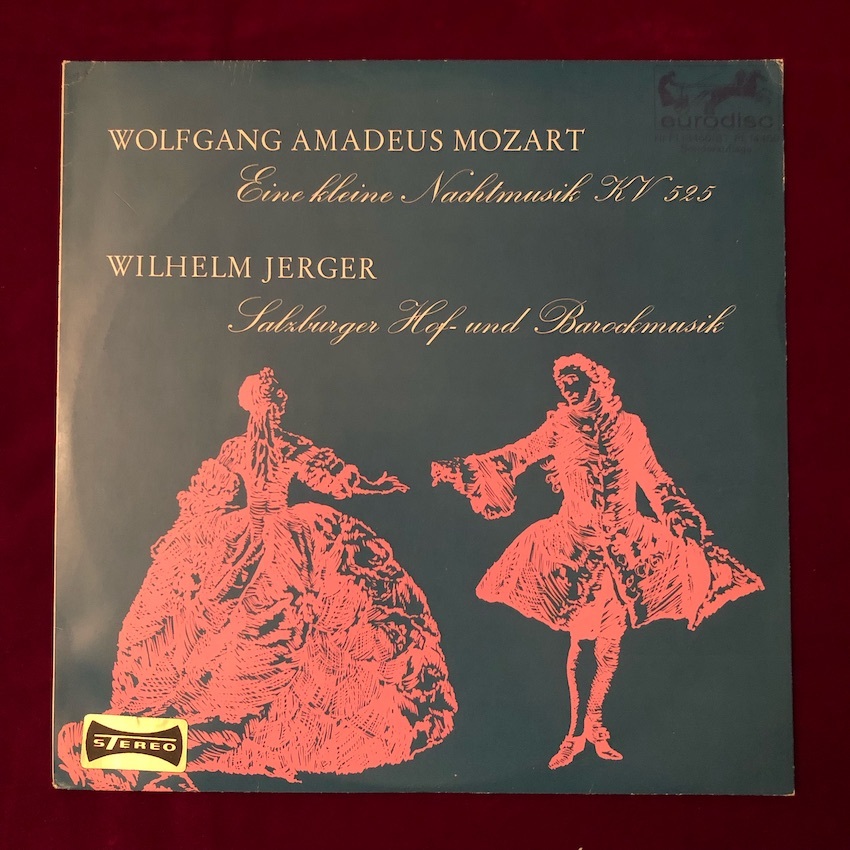 eurodisc
WOLFGANG AMADEUS MOZART
Eine kleine Nachtmusik KV 525
WILHELM JERGER
Salzburger Hof- und Barockmusik
STEREO